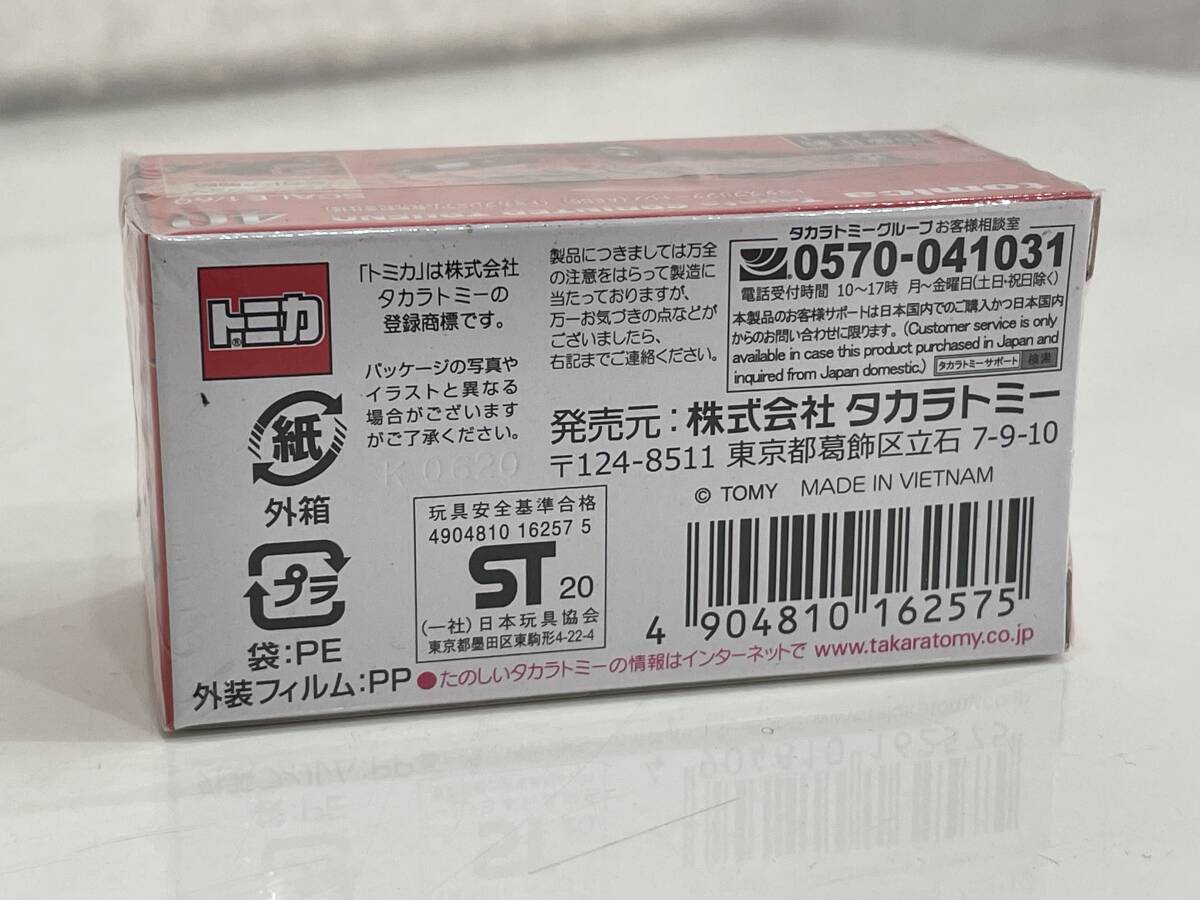 tomica
SCALE 1/60
40
トミカ®
「トミカ」は株式会社
タカラトミーの
登録商標です。
パッケージの写真や
イラストと異なる
場合がございます
がご了承ください。
K 0620
紙
外箱
プラ
袋:PE
外装フィルム:PP
製品につきましては万全
の注意をはらって製造に
当たっておりますが、
万一お気づきの点などが
ございましたら、
右記までご連絡ください。
タカラトミーグループ お客様相談室
0570-041031
電話受付時間 10～17時 月～金曜日(土日・祝日除く)
本製品のお客様サポートは日本国内でのご購入かつ日本国内
からのお問い合わせに限ります。(Customer service is only
available in case this product purchased in Japan and
inquired from Japan domestic.) タカラトミーサポート 検索
発売元:株式会社 タカラトミー
〒124-8511 東京都葛飾区立石 7-9-10
© TOMY MADE IN VIETNAM
玩具安全基準合格
4904810 16257 5
ST 20
(一社)日本玩具協会
東京都墨田区東駒形4-22-4
4 904810 162575
●たのしいタカラトミーの情報はインターネットで www.takaratomy.co.jp